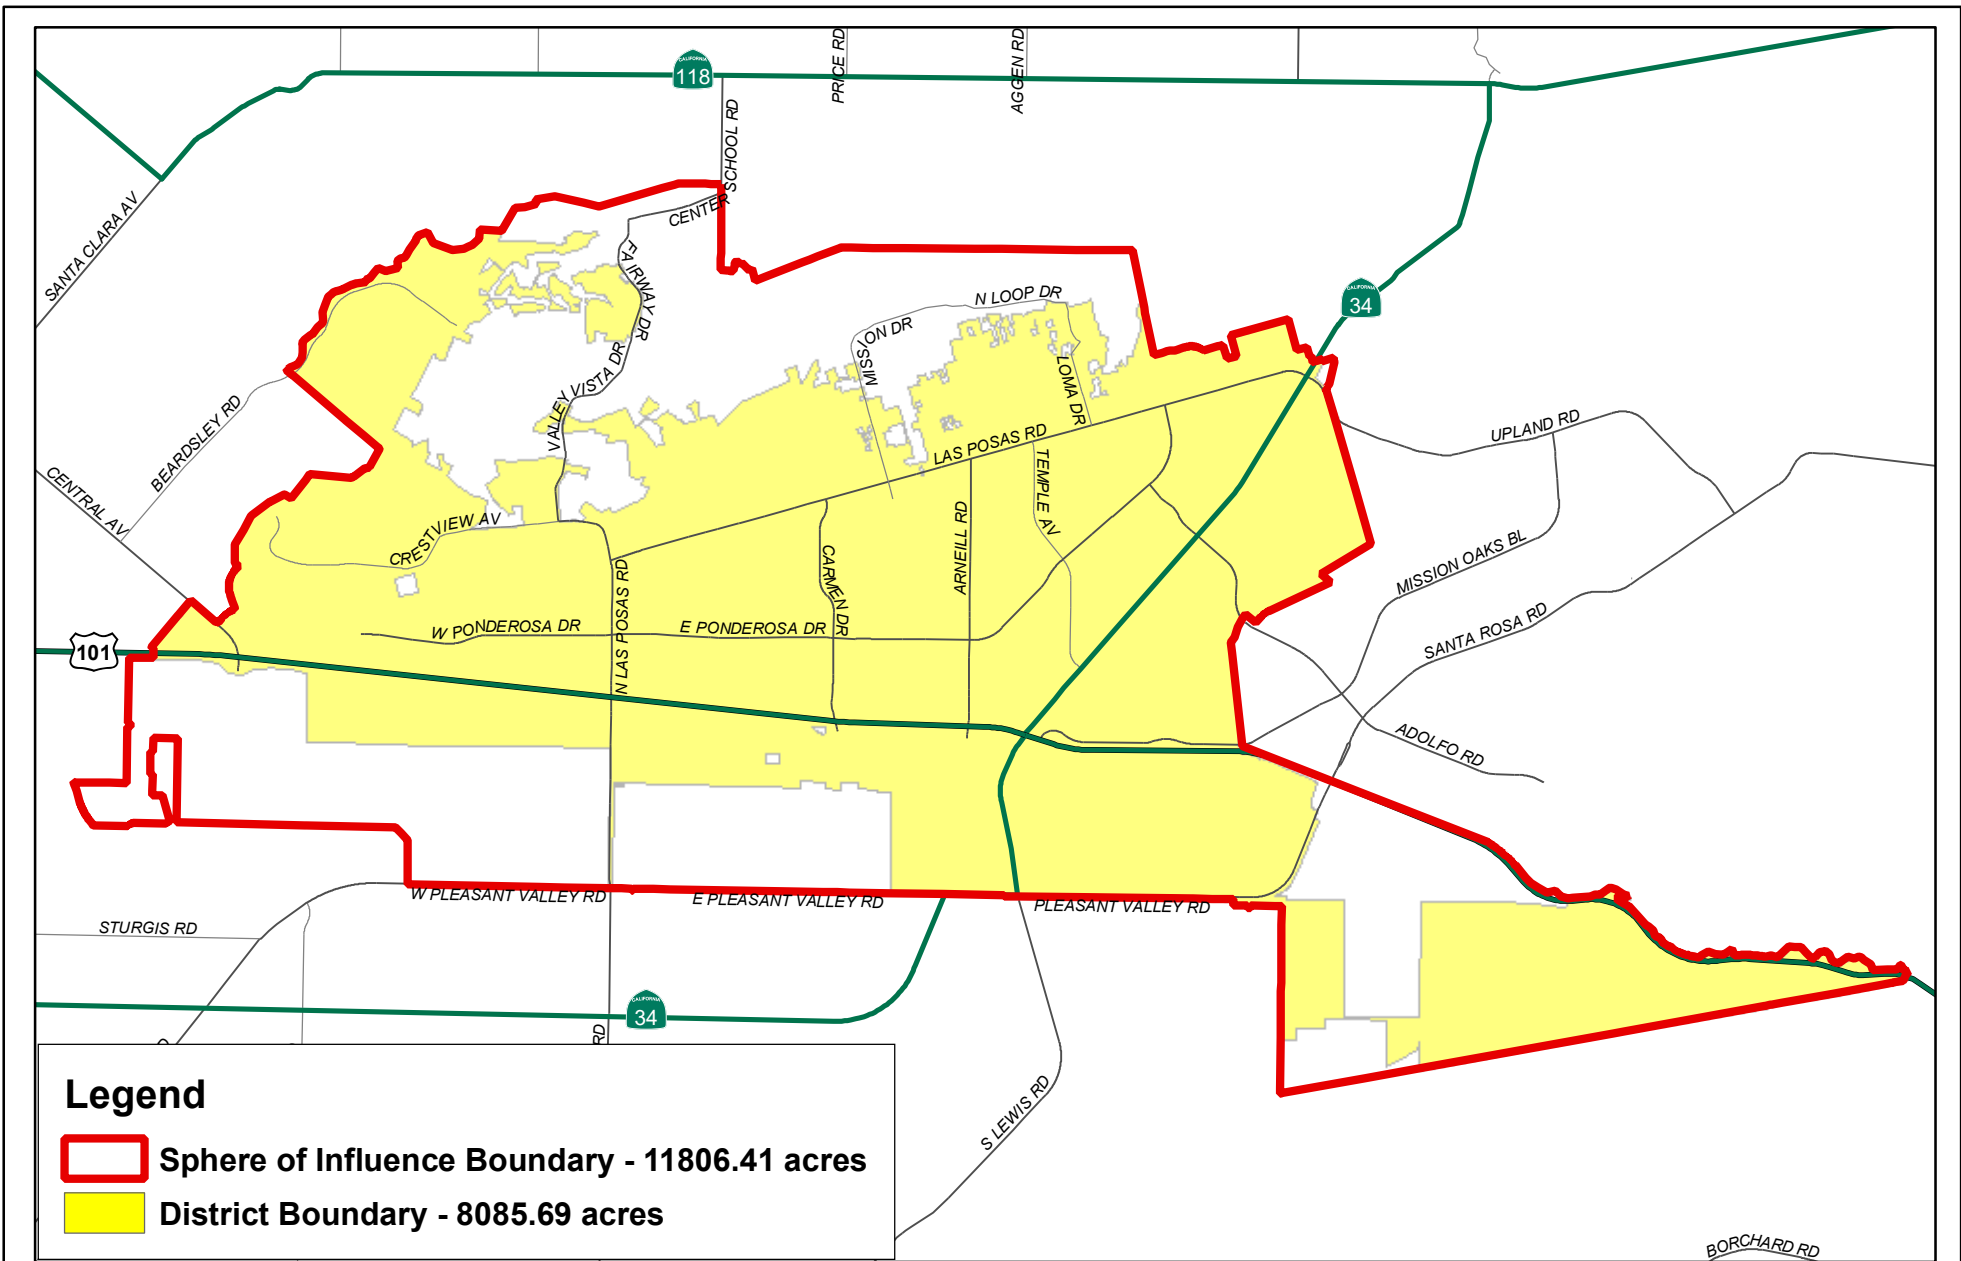 CALIFORNIA
118
PRICE RD
AGGEN RD
SCHOOL RD
CENTER
SANTA CLARA AV
FAIRWAY DR
N LOOP DR
CALIFORNIA
34
MISSION DR
LOMA DR
VALLEY VISTA DR
BEARDSLEY RD
UPLAND RD
LAS POSAS RD
CENTRAL AV
TEMPLE AV
CRESTVIEW AV
ARNEILL RD
CARMEN DR
N LAS POSAS RD
MISSION OAKS BL
W PONDEROSA DR
E PONDEROSA DR
SANTA ROSA RD
101
ADOLFO RD
W PLEASANT VALLEY RD
E PLEASANT VALLEY RD
PLEASANT VALLEY RD
STURGIS RD
CALIFORNIA
34
RD
S LEWIS RD
Legend
Sphere of Influence Boundary - 11806.41 acres
District Boundary - 8085.69 acres
BORCHARD RD